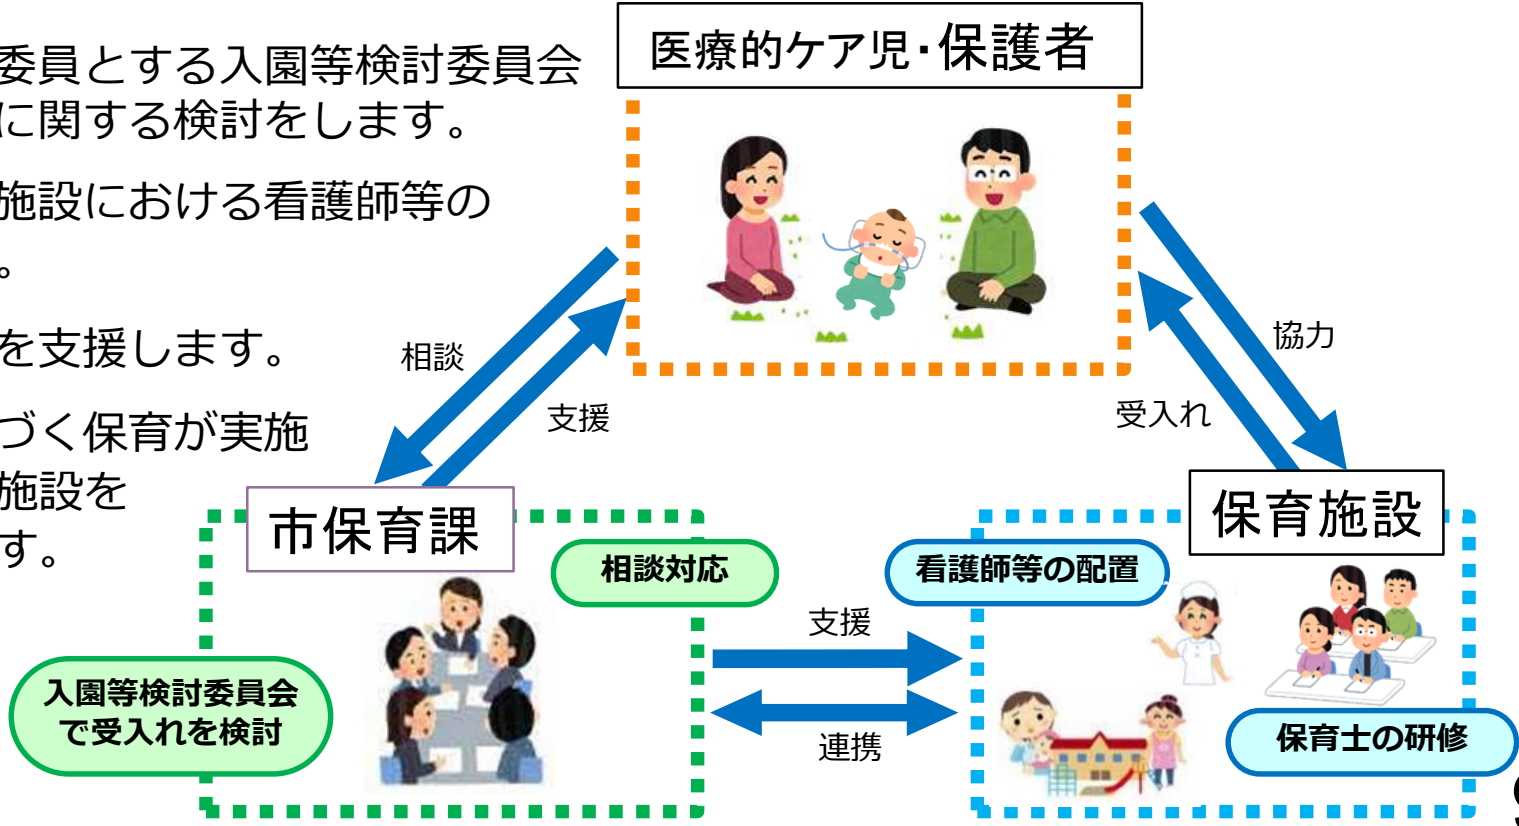 委員とする入園等検討委員会
に関する検討をします。
施設における看護師等の
。
を支援します。
づく保育が実施
施設を
す。
医療的ケア児・保護者
相談
支援
協力
受入れ
市保育課
相談対応
入園等検討委員会
で受入れを検討
支援
連携
保育施設
看護師等の配置
保育士の研修